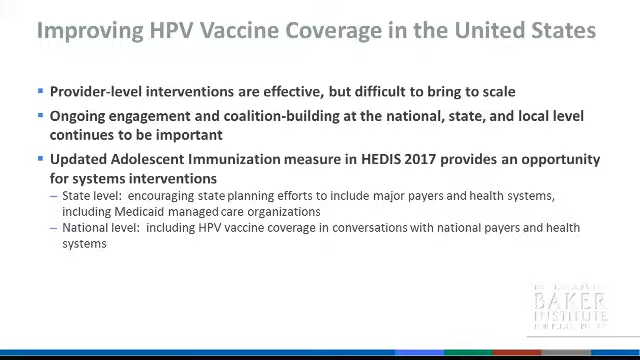 Improving HPV Vaccine Coverage in the United States
Provider-level interventions are effective, but difficult to bring to scale
Ongoing engagement and coalition-building at the national, state, and local level
continues to be important
Updated Adolescent Immunization measure in HEDIS 2017 provides an opportunity
for systems interventions
– State level: encouraging state planning efforts to include major payers and health systems,
including Medicaid managed care organizations
– National level: including HPV vaccine coverage in conversations with national payers and health
systems
BAKER
INSTITUTE